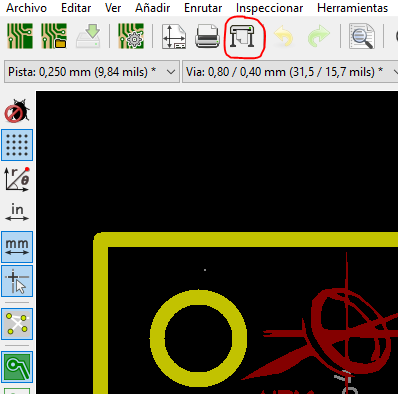 Archivo Editar Ver Añadir Enrutar Inspeccionar Herramientas
Pista: 0,250 mm (9,84 mils) * Via: 0,80 / 0,40 mm (31,5 / 15,7 mils) *
r θ
in
mm